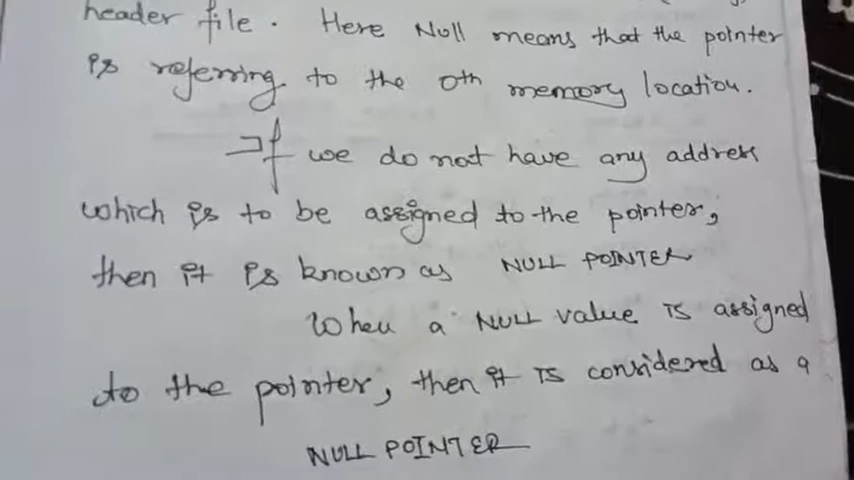 header file. Here Null means that the pointer
is referring to the 0th memory location.
If we do not have any address
which is to be assigned to the pointer,
then it is known as NULL POINTER
When a NULL value is assigned
to the pointer, then it is considered as a
NULL POINTER